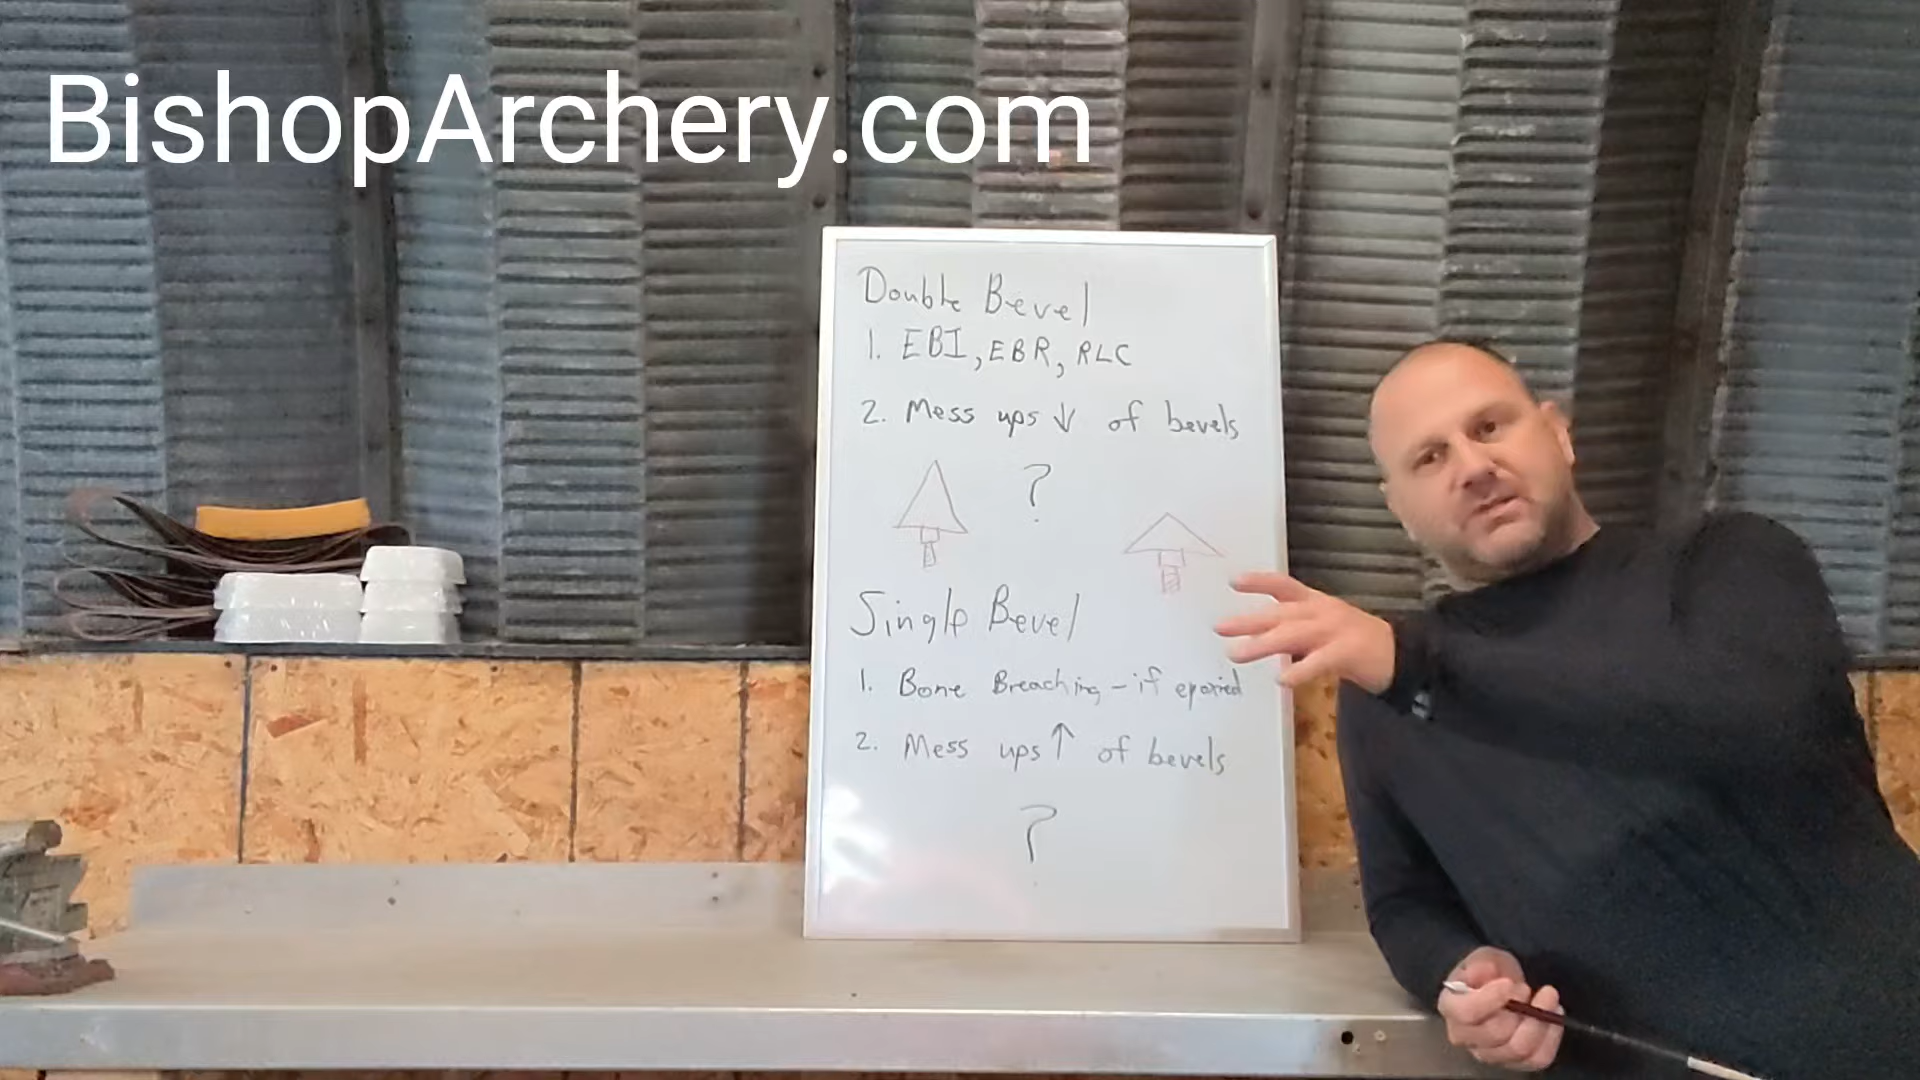 BishopArchery.com
Double Bevel
1. EBI, EBR, RLC
2. Mess ups ↓ of bevels
?
Single Bevel
1. Bone Breaching - if epoxied
2. Mess ups ↑ of bevels
?